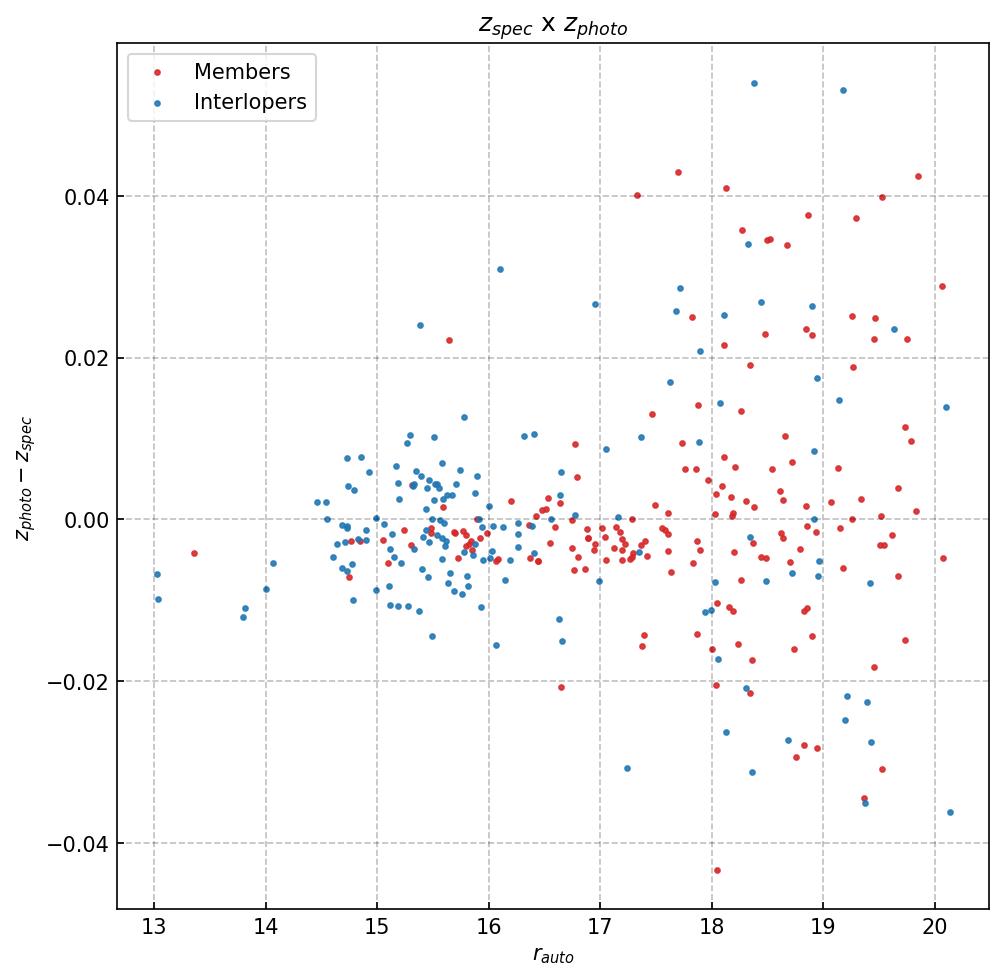 z_spec x z_photo
Members
Interlopers
z_photo − z_spec
0.04
0.02
0.00
−0.02
−0.04
13 14 15 16 17 18 19 20
r_auto